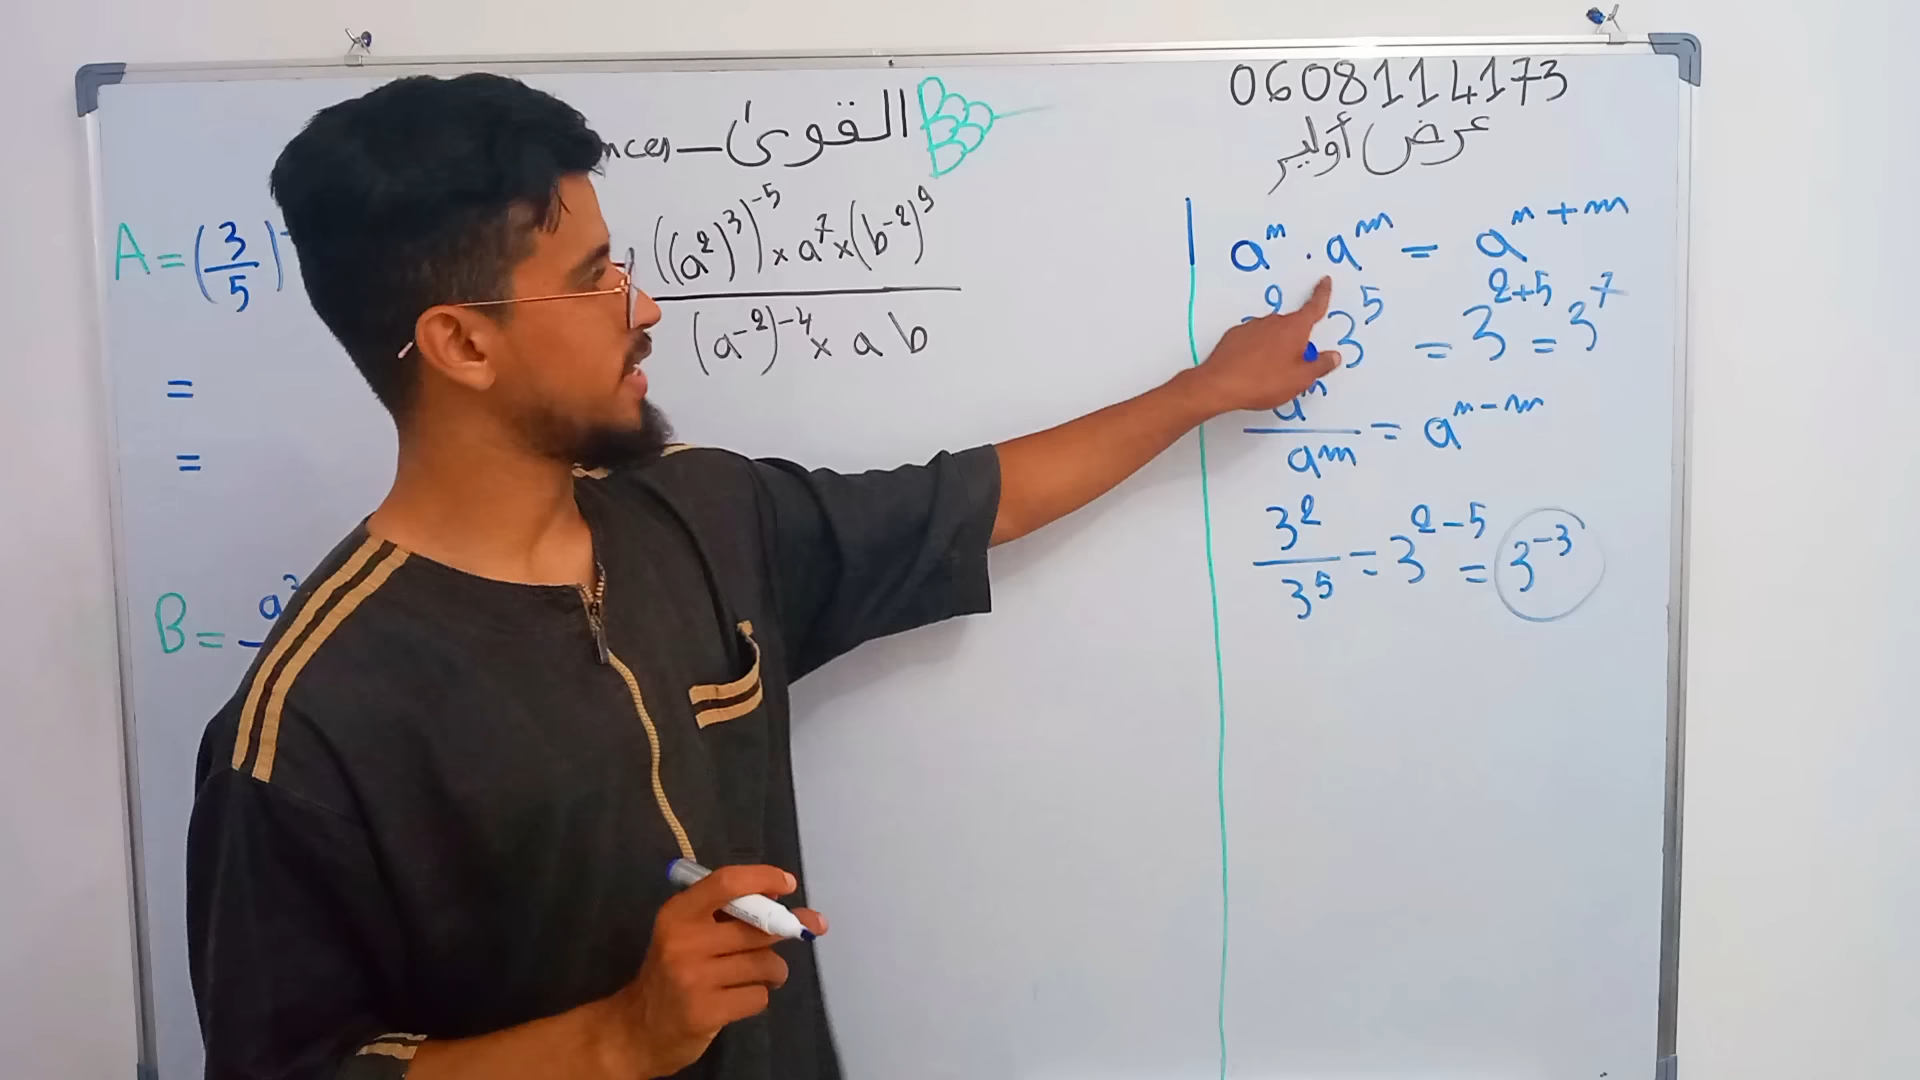 0608114173
القوى
عرض أولير
A = (3/5)
((a²)³)⁻⁵ × a⁷ × (b⁻²)⁹
(a⁻²)⁻⁴ × a b
=
=
B =
aⁿ · aᵐ = aⁿ⁺ᵐ
3⁵ = 3²⁺⁵ = 3⁷
aⁿ/aᵐ = aⁿ⁻ᵐ
3²/3⁵ = 3²⁻⁵ = 3⁻³